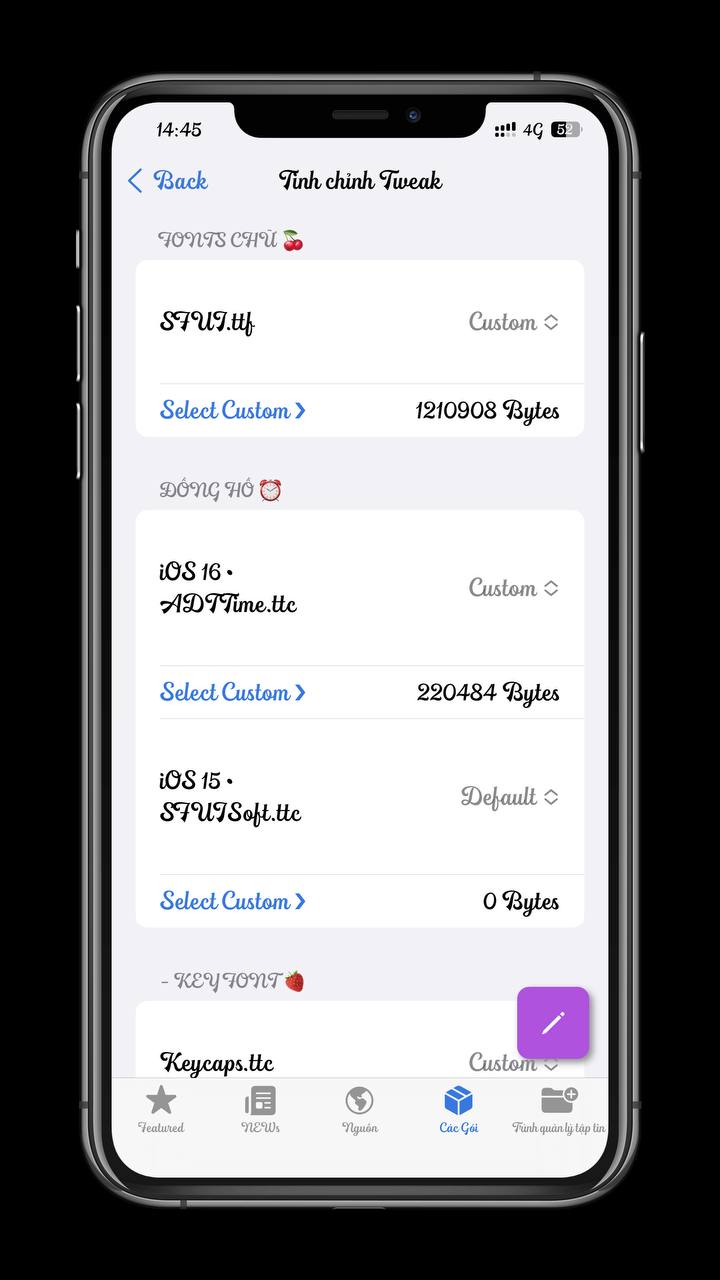 14:45
4G 52
Back
Tinh chỉnh Tweak
FONTS CHỮ 🍒
SFUI.ttf
Custom
Select Custom
1210908 Bytes
ĐỒNG HỒ ⏰
iOS 16 •
ADTTime.ttc
Custom
Select Custom
220484 Bytes
iOS 15 •
SFUISoft.ttc
Default
Select Custom
0 Bytes
- KEY FONT 🍓
Keycaps.ttc
Custom
Featured
NEWs
Nguồn
Các Gói
Trình quản lý tập tin